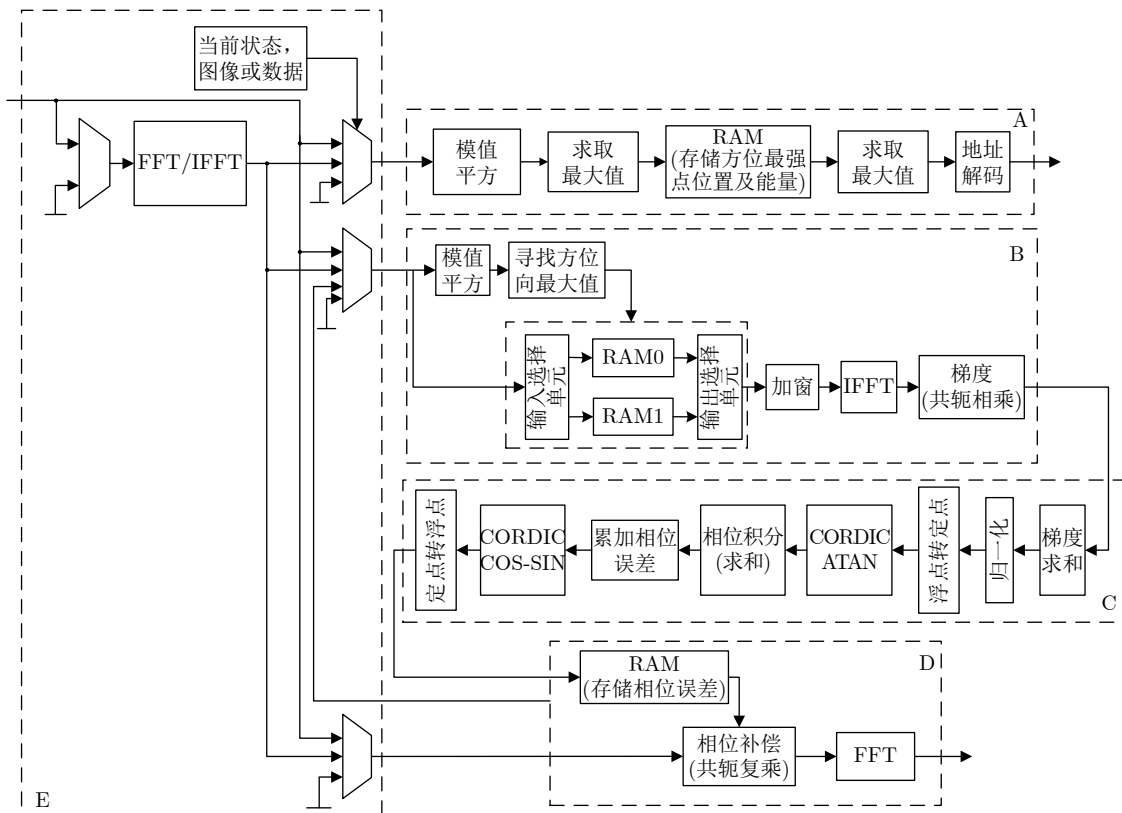 当前状态，
图像或数据
FFT/IFFT
A
模值
平方
求取
最大值
RAM
(存储方位最强
点位置及能量)
求取
最大值
地址
解码
B
模值
平方
寻找方位
向最大值
输入选择
单元
RAM0
RAM1
输出选择
单元
加窗
IFFT
梯度
(共轭相乘)
定点转浮点
CORDIC
COS-SIN
累加相位
误差
相位积分
(求和)
CORDIC
ATAN
浮点转定点
归一化
梯度
求和
C
D
RAM
(存储相位误差)
相位补偿
(共轭复乘)
FFT
E